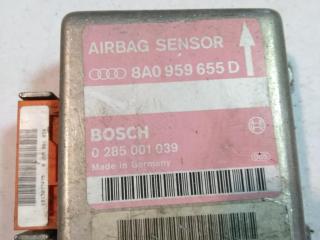 AIRBAG SENSOR
8A0 959 655 D
BOSCH
0 285 001 039
Made in Germany